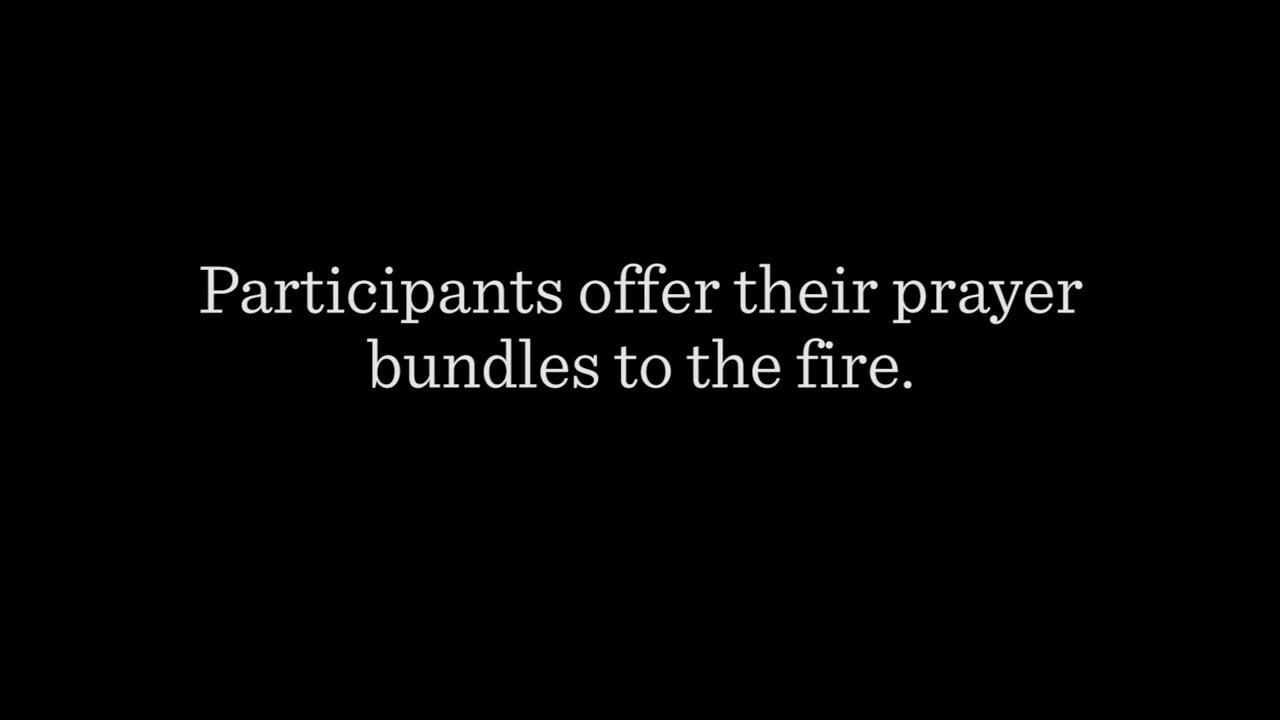 Participants offer their prayer
bundles to the fire.